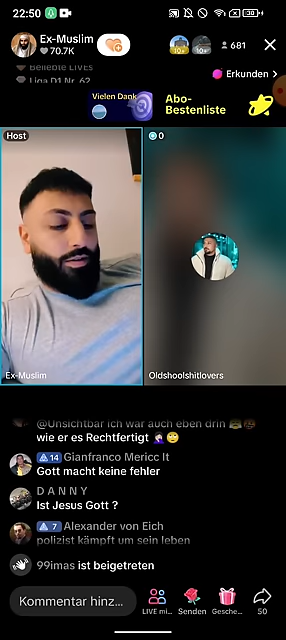 22:50
Ex-Muslim
70.7K
10+
10+
681
Beliebte LIVEs
Erkunden >
Liga D1 Nr. 62
Vielen Dank
Abo-
Bestenliste
Host
0
Ex-Muslim
Oldshoolshitlovers
@Unsichtbar ich war auch eben drin
wie er es Rechtfertigt 🤦🏻‍♀️🙄
14 Gianfranco Mericc It
Gott macht keine fehler
D A N N Y
Ist Jesus Gott ?
7 Alexander von Eich
polizist kämpft um sein leben
99imas ist beigetreten
Kommentar hinz...
LIVE mi...
Senden
Gesche...
50